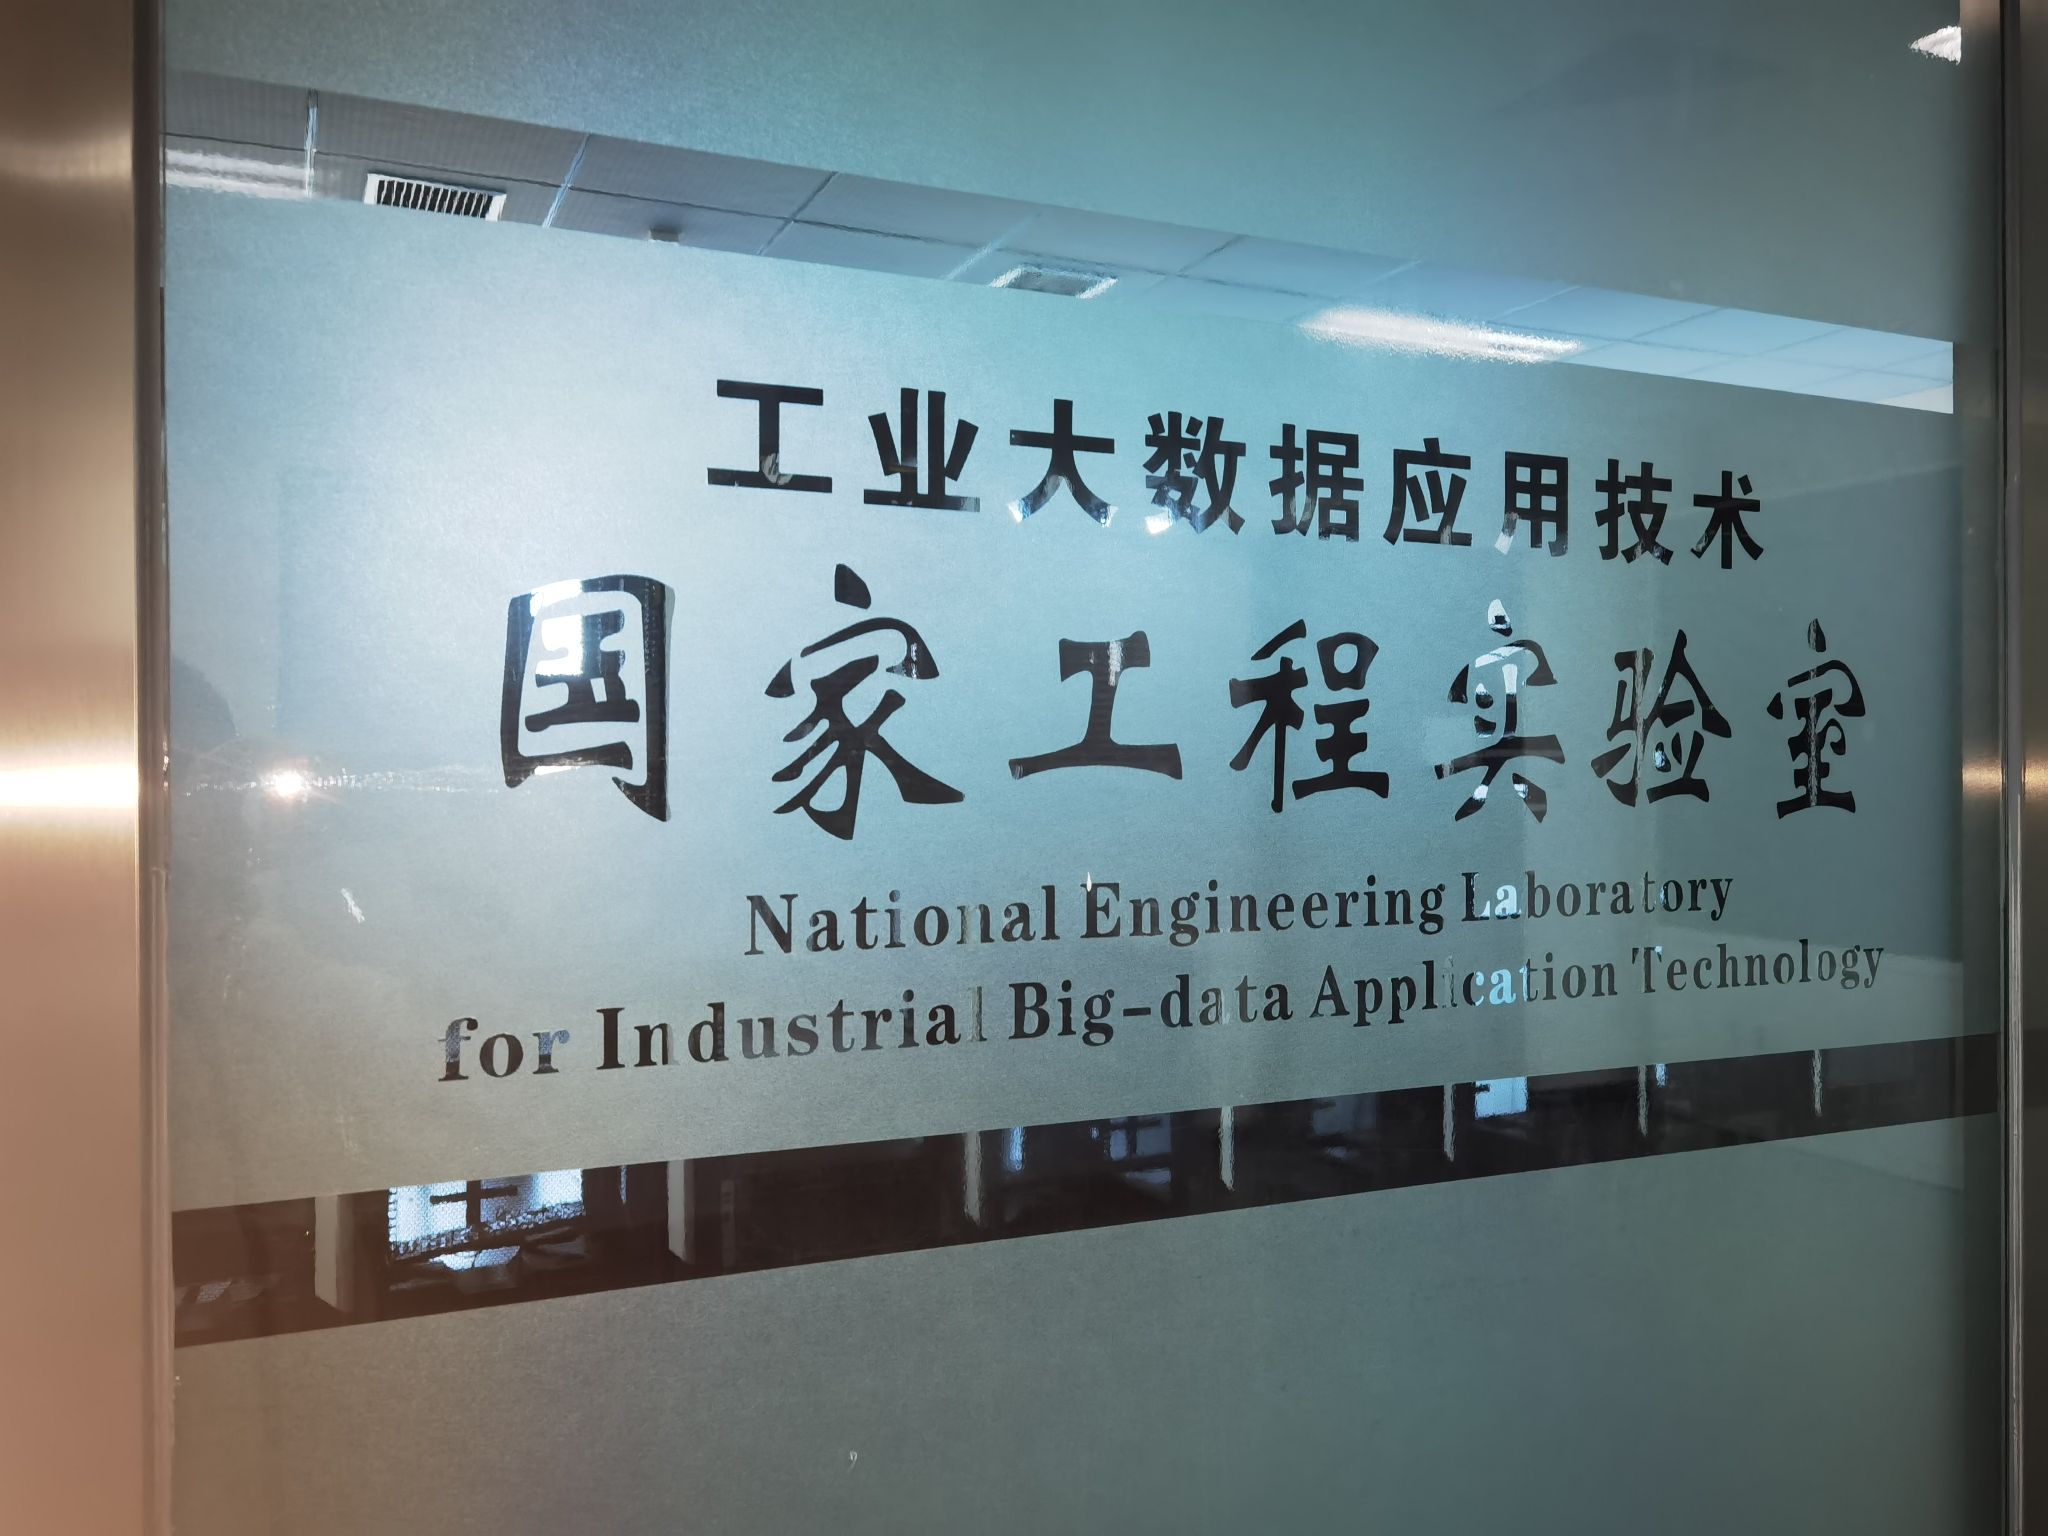 工业大数据应用技术
国家工程实验室
National Engineering Laboratory
for Industrial Big-data Application Technology